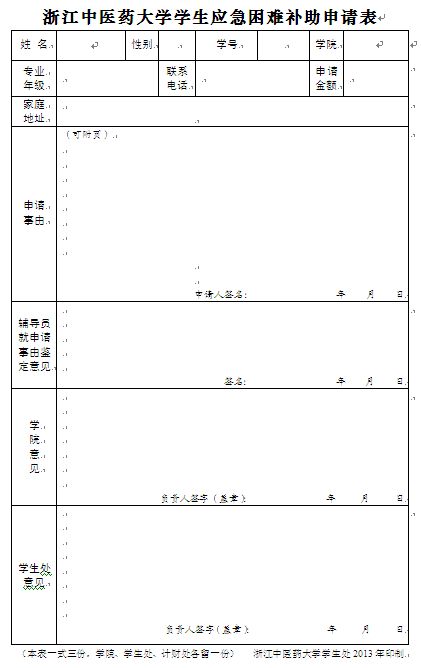 浙江中医药大学学生应急困难补助申请表
姓 名 性别 学号 学院
专业年级 联系电话 申请金额
家庭地址
（可附页）
申请事由
申请人签名： 年 月 日
辅导员就申请事由鉴定意见
签名： 年 月 日
学院意见
负责人签字（盖章）： 年 月 日
学生处意见
负责人签字（盖章）： 年 月 日
（本表一式三份，学院、学生处、计财处各留一份） 浙江中医药大学学生处 2013 年印制